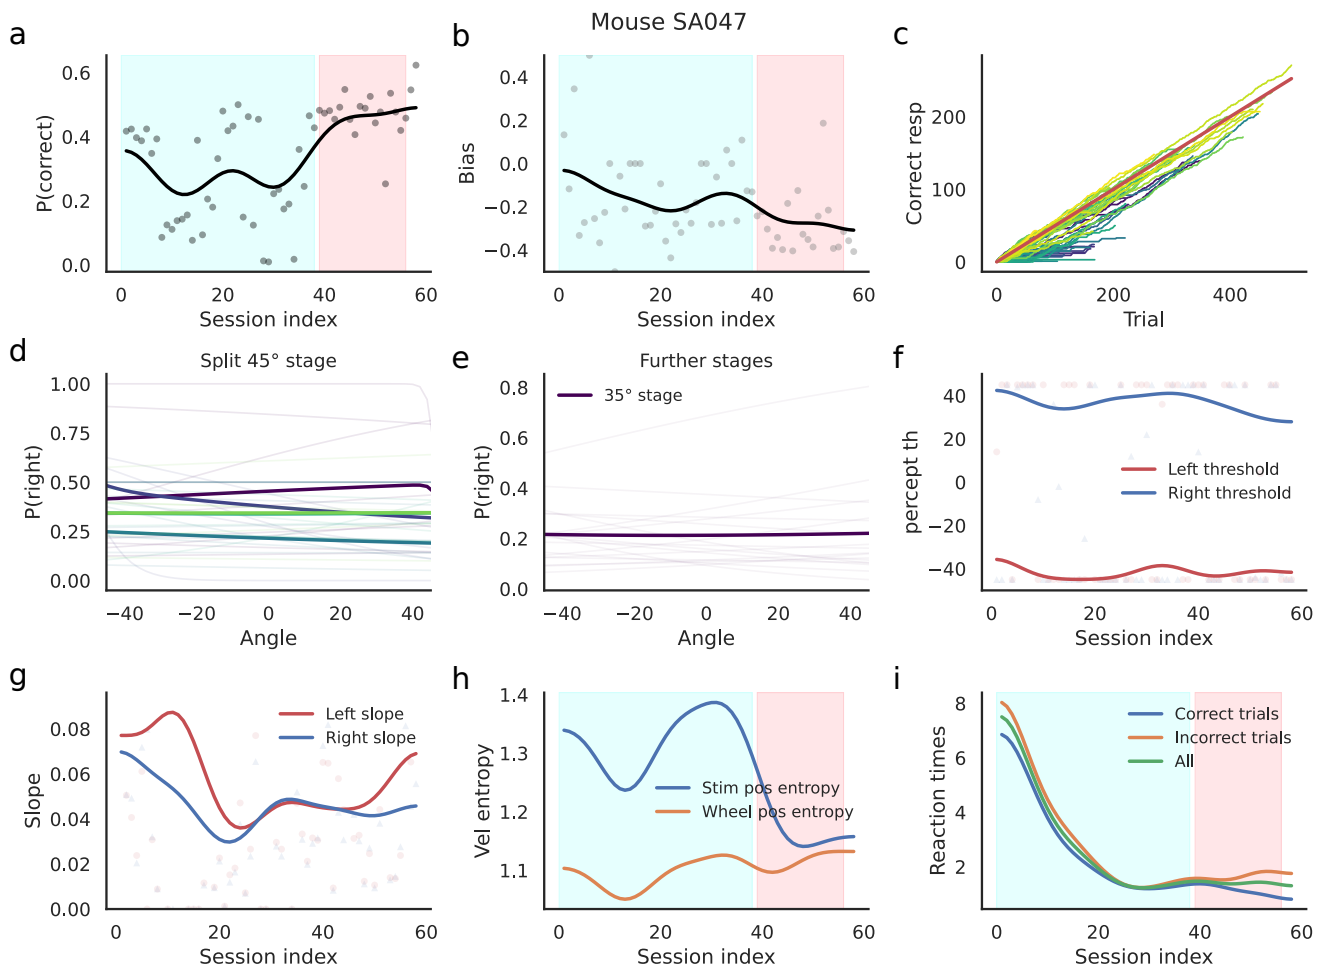 Mouse SA047
a
P(correct)
0.6
0.4
0.2
0.0
0
20
40
60
Session index
b
Bias
0.4
0.2
0.0
−0.2
−0.4
0
20
40
60
Session index
c
Correct resp
200
100
0
0
200
400
Trial
d
Split 45° stage
P(right)
1.00
0.75
0.50
0.25
0.00
−40
−20
0
20
40
Angle
e
Further stages
P(right)
0.8
0.6
0.4
0.2
0.0
35° stage
−40
−20
0
20
40
Angle
f
percept th
40
20
0
−20
−40
Left threshold
Right threshold
0
20
40
60
Session index
g
Slope
0.08
0.06
0.04
0.02
0.00
Left slope
Right slope
0
20
40
60
Session index
h
Vel entropy
1.4
1.3
1.2
1.1
Stim pos entropy
Wheel pos entropy
0
20
40
60
Session index
i
Reaction times
8
6
4
2
Correct trials
Incorrect trials
All
0
20
40
60
Session index